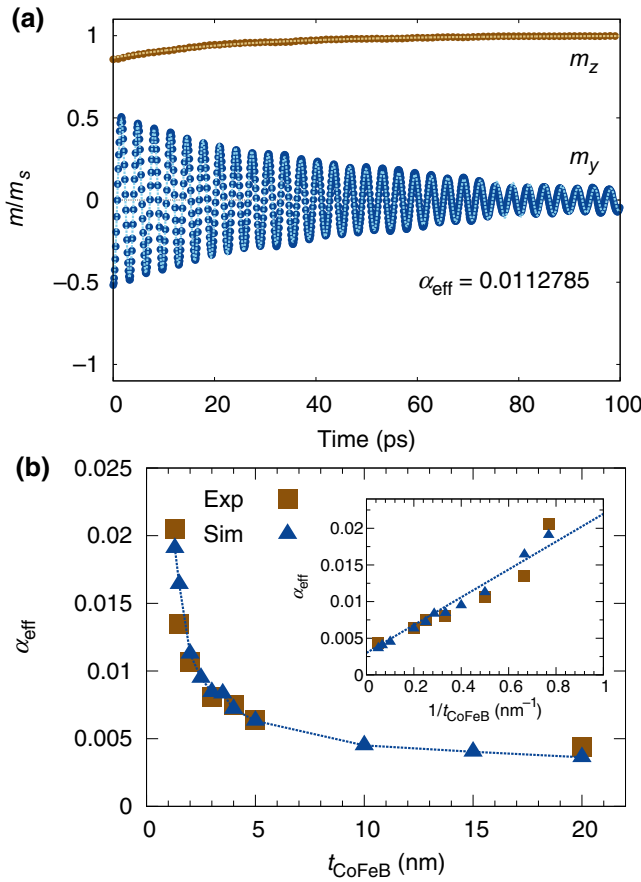 (a)
1
0.5
0
−0.5
−1
m/mₛ
m_z
m_y
α_eff = 0.0112785
0 20 40 60 80 100
Time (ps)
(b)
0.025
0.02
0.015
0.01
0.005
0
α_eff
Exp
Sim
0.02
0.015
0.01
0.005
0
α_eff
0 0.2 0.4 0.6 0.8 1
1/t_CoFeB (nm⁻¹)
0 5 10 15 20
t_CoFeB (nm)